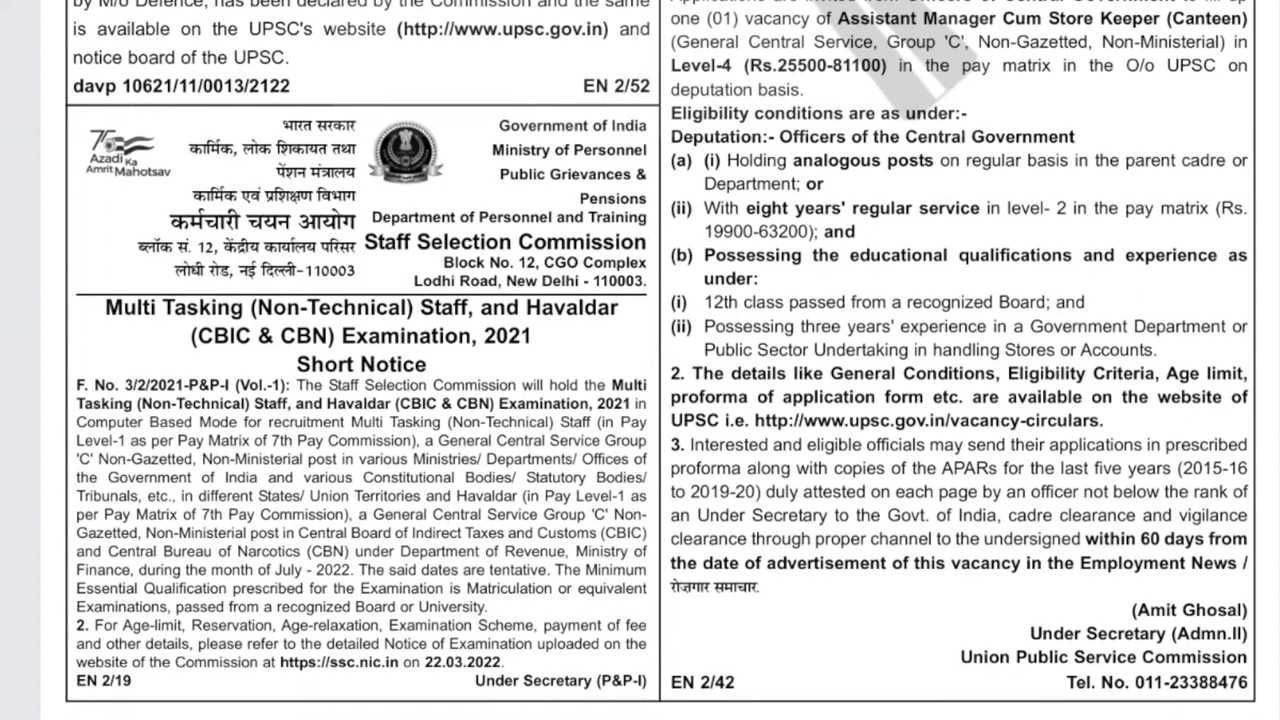 by M/o Defence, has been declared by the Commission and the same
is available on the UPSC's website (http://www.upsc.gov.in) and
notice board of the UPSC.
davp 10621/11/0013/2122 EN 2/52
75
Azadi Ka
Amrit Mahotsav
भारत सरकार
कार्मिक, लोक शिकायत तथा
पेंशन मंत्रालय
कार्मिक एवं प्रशिक्षण विभाग
कर्मचारी चयन आयोग
ब्लॉक सं. 12, केंद्रीय कार्यालय परिसर
लोधी रोड, नई दिल्ली-110003
Government of India
Ministry of Personnel
Public Grievances &
Pensions
Department of Personnel and Training
Staff Selection Commission
Block No. 12, CGO Complex
Lodhi Road, New Delhi - 110003.
Multi Tasking (Non-Technical) Staff, and Havaldar
(CBIC & CBN) Examination, 2021
Short Notice
F. No. 3/2/2021-P&P-I (Vol.-1): The Staff Selection Commission will hold the Multi
Tasking (Non-Technical) Staff, and Havaldar (CBIC & CBN) Examination, 2021 in
Computer Based Mode for recruitment Multi Tasking (Non-Technical) Staff (in Pay
Level-1 as per Pay Matrix of 7th Pay Commission), a General Central Service Group
'C' Non-Gazetted, Non-Ministerial post in various Ministries/ Departments/ Offices of
the Government of India and various Constitutional Bodies/ Statutory Bodies/
Tribunals, etc., in different States/ Union Territories and Havaldar (in Pay Level-1 as
per Pay Matrix of 7th Pay Commission), a General Central Service Group 'C' Non-
Gazetted, Non-Ministerial post in Central Board of Indirect Taxes and Customs (CBIC)
and Central Bureau of Narcotics (CBN) under Department of Revenue, Ministry of
Finance, during the month of July - 2022. The said dates are tentative. The Minimum
Essential Qualification prescribed for the Examination is Matriculation or equivalent
Examinations, passed from a recognized Board or University.
2. For Age-limit, Reservation, Age-relaxation, Examination Scheme, payment of fee
and other details, please refer to the detailed Notice of Examination uploaded on the
website of the Commission at https://ssc.nic.in on 22.03.2022.
EN 2/19 Under Secretary (P&P-I)
Applications are invited from Officers of Central Government to fill up
one (01) vacancy of Assistant Manager Cum Store Keeper (Canteen)
(General Central Service, Group 'C', Non-Gazetted, Non-Ministerial) in
Level-4 (Rs.25500-81100) in the pay matrix in the O/o UPSC on
deputation basis.
Eligibility conditions are as under:-
Deputation:- Officers of the Central Government
(a) (i) Holding analogous posts on regular basis in the parent cadre or
Department; or
(ii) With eight years' regular service in level- 2 in the pay matrix (Rs.
19900-63200); and
(b) Possessing the educational qualifications and experience as
under:
(i) 12th class passed from a recognized Board; and
(ii) Possessing three years' experience in a Government Department or
Public Sector Undertaking in handling Stores or Accounts.
2. The details like General Conditions, Eligibility Criteria, Age limit,
proforma of application form etc. are available on the website of
UPSC i.e. http://www.upsc.gov.in/vacancy-circulars.
3. Interested and eligible officials may send their applications in prescribed
proforma along with copies of the APARs for the last five years (2015-16
to 2019-20) duly attested on each page by an officer not below the rank of
an Under Secretary to the Govt. of India, cadre clearance and vigilance
clearance through proper channel to the undersigned within 60 days from
the date of advertisement of this vacancy in the Employment News /
रोज़गार समाचार.
(Amit Ghosal)
Under Secretary (Admn.II)
Union Public Service Commission
EN 2/42 Tel. No. 011-23388476